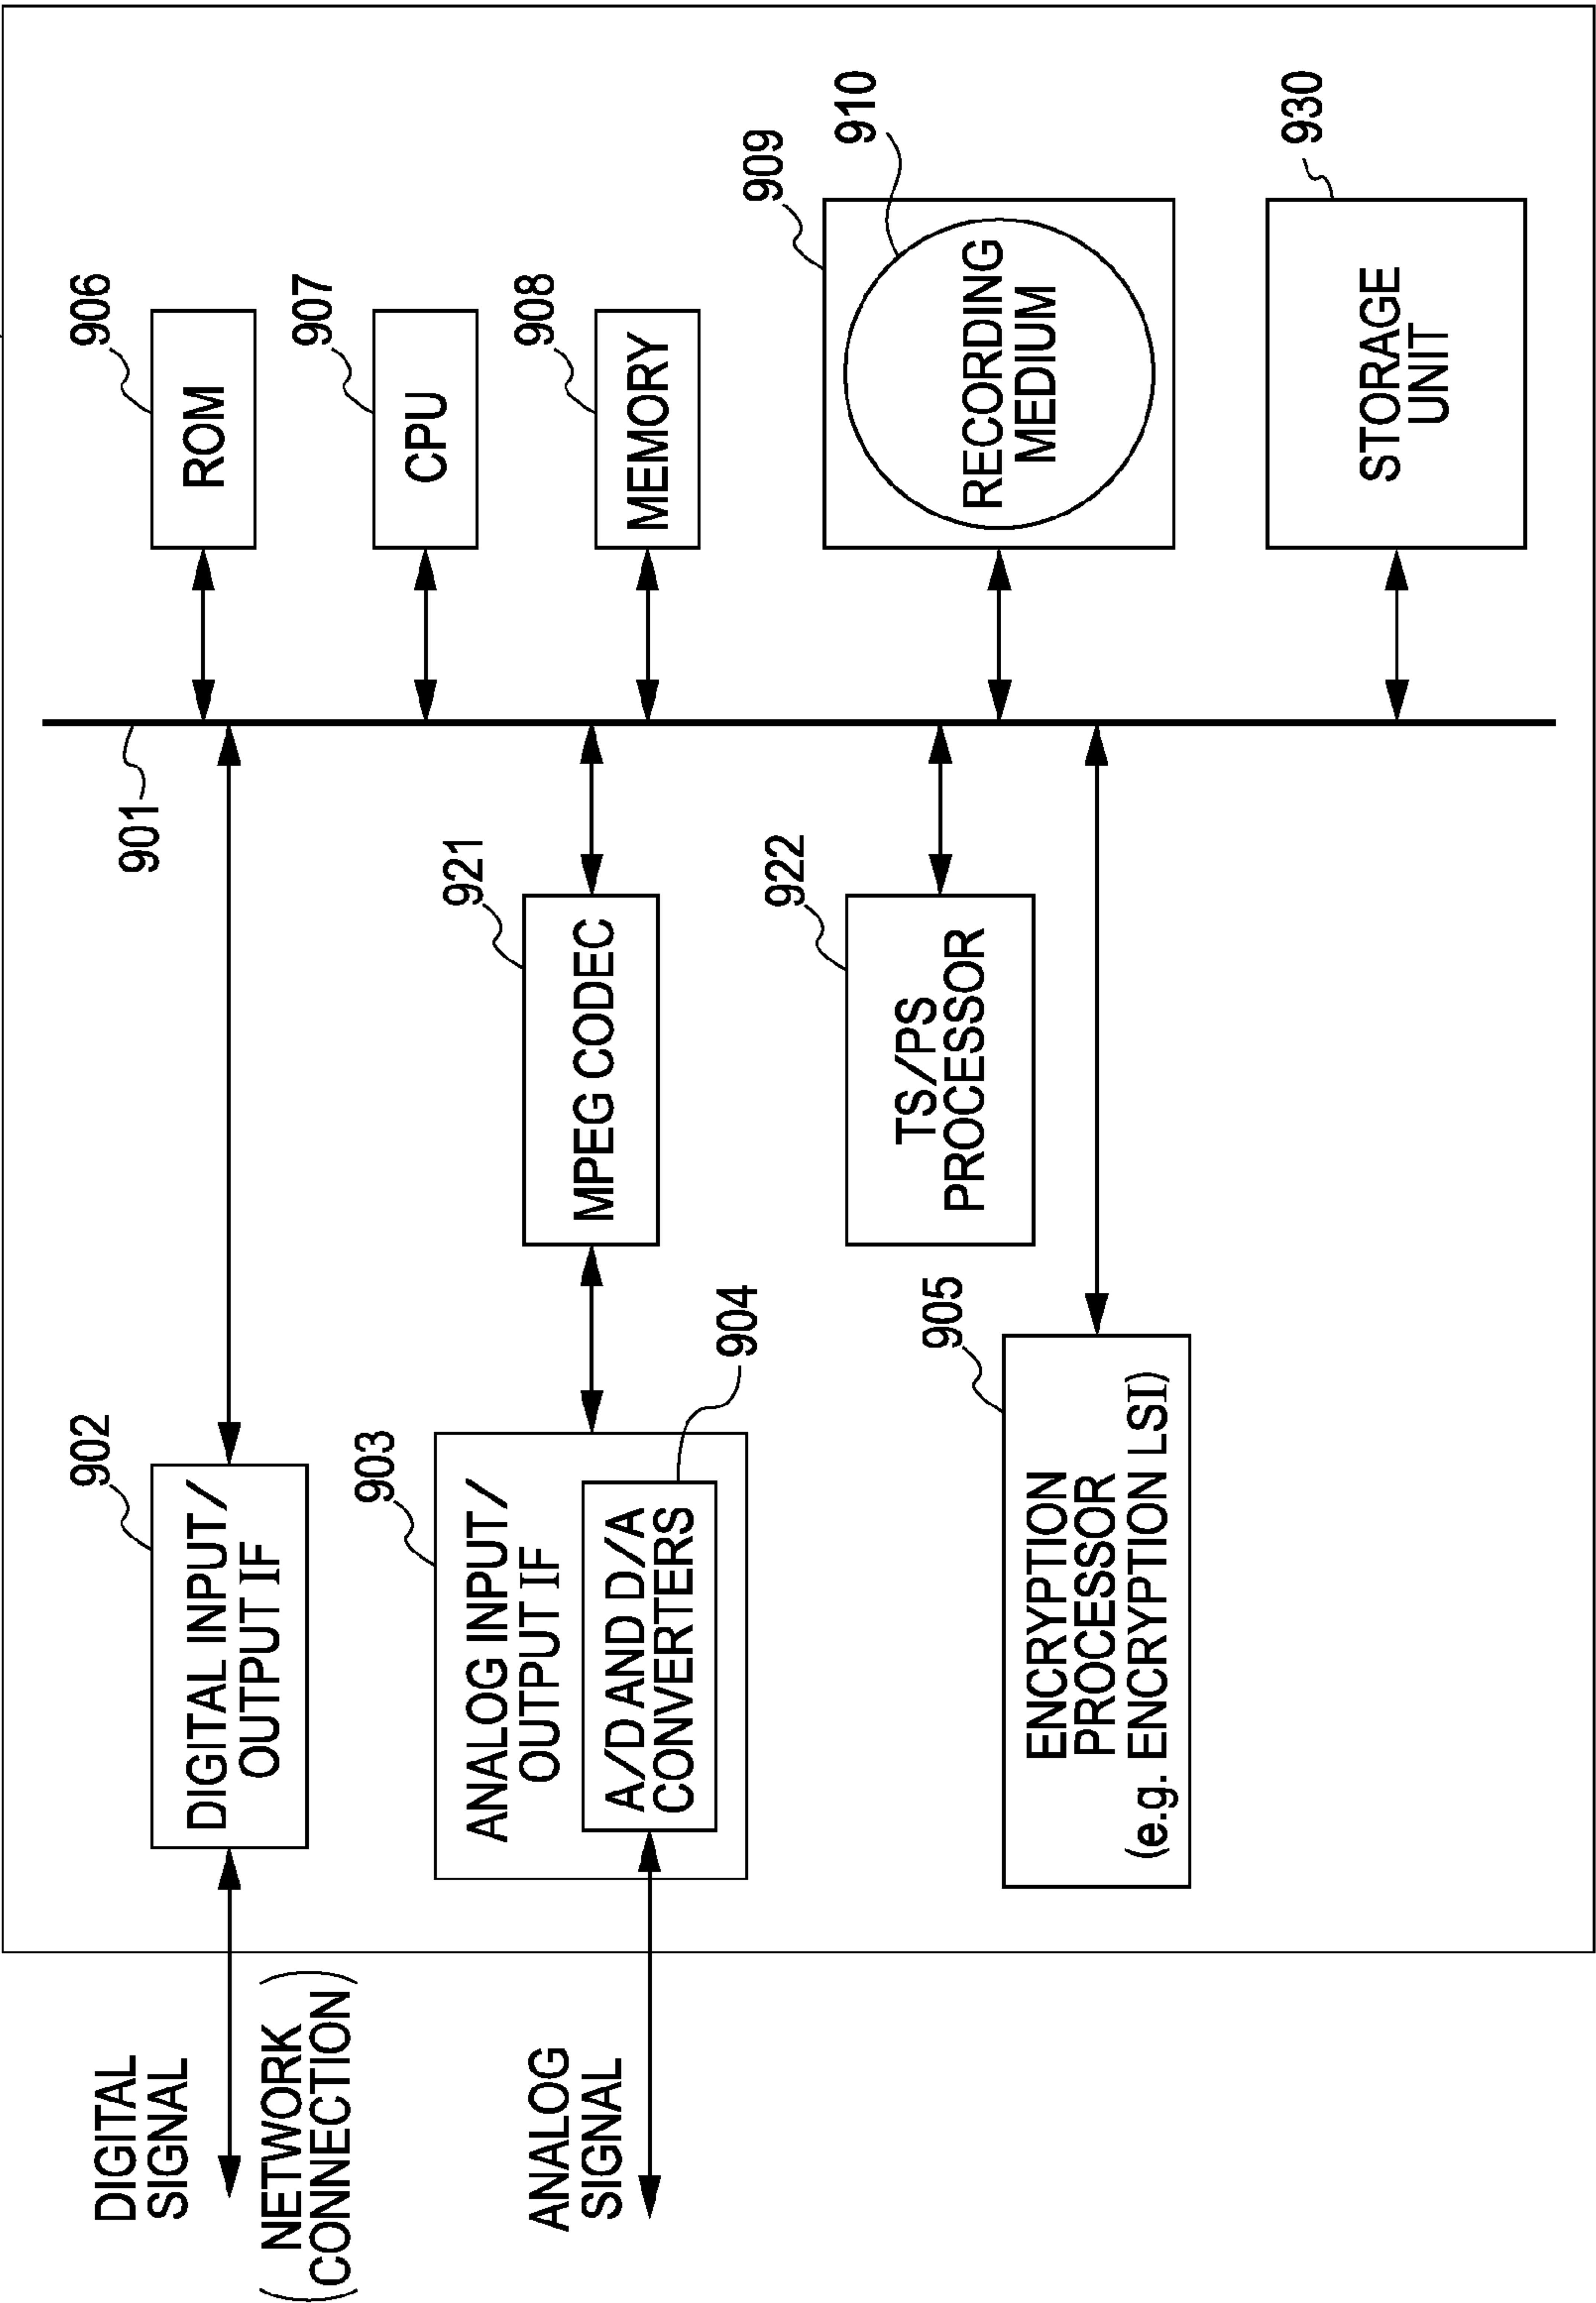 DIGITAL
SIGNAL
(NETWORK
CONNECTION)
ANALOG
SIGNAL
902
DIGITAL INPUT/
OUTPUT IF
903
ANALOG INPUT/
OUTPUT IF
904
A/D AND D/A
CONVERTERS
905
ENCRYPTION
PROCESSOR
(e.g. ENCRYPTION LSI)
921
MPEG CODEC
922
TS/PS
PROCESSOR
901
906
ROM
907
CPU
908
MEMORY
909
910
RECORDING
MEDIUM
930
STORAGE
UNIT